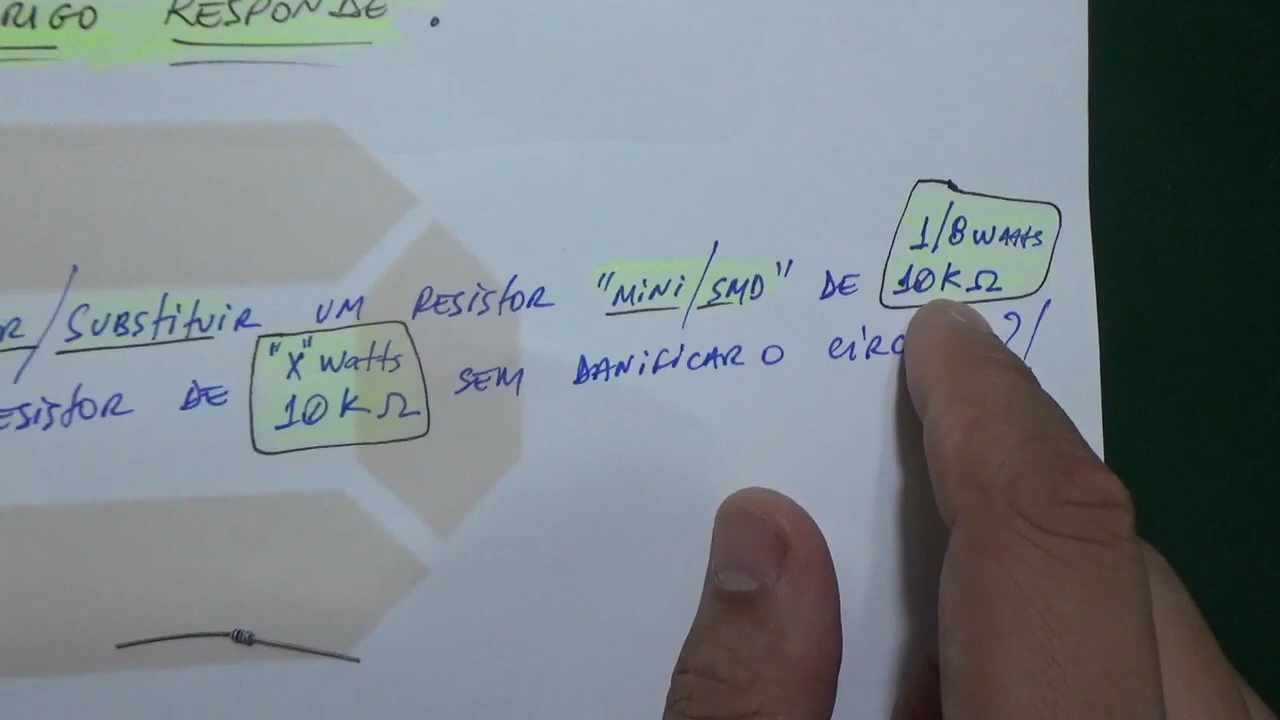 RIGO RESPONDE.
R/SUBStituIR UM RESIStOR "MiNi/SMD" DE 1/8 WAtts 10KΩ
ESIStOR DE "X" Watts 10KΩ SEM DANIFICAR O CIRC ?/